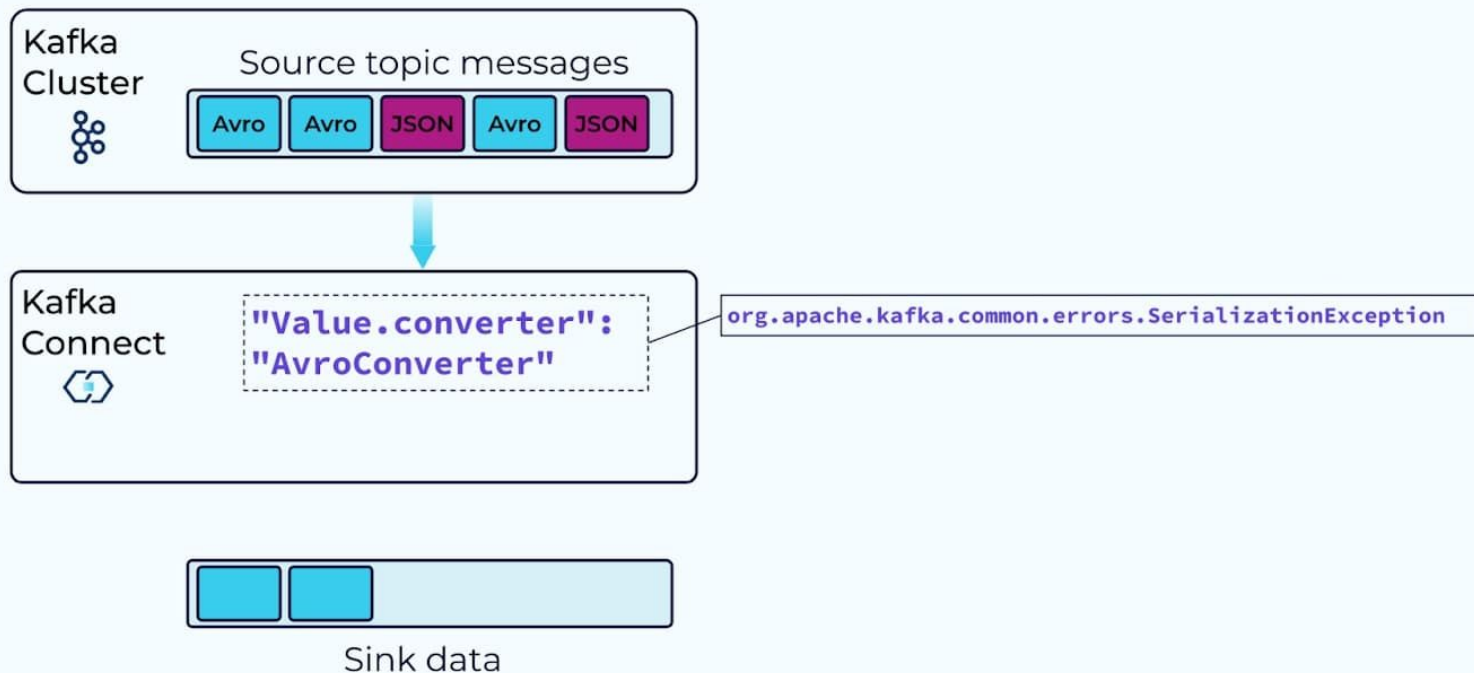 Kafka
Cluster
Source topic messages
Avro
Avro
JSON
Avro
JSON
Kafka
Connect
"Value.converter":
"AvroConverter"
org.apache.kafka.common.errors.SerializationException
Sink data